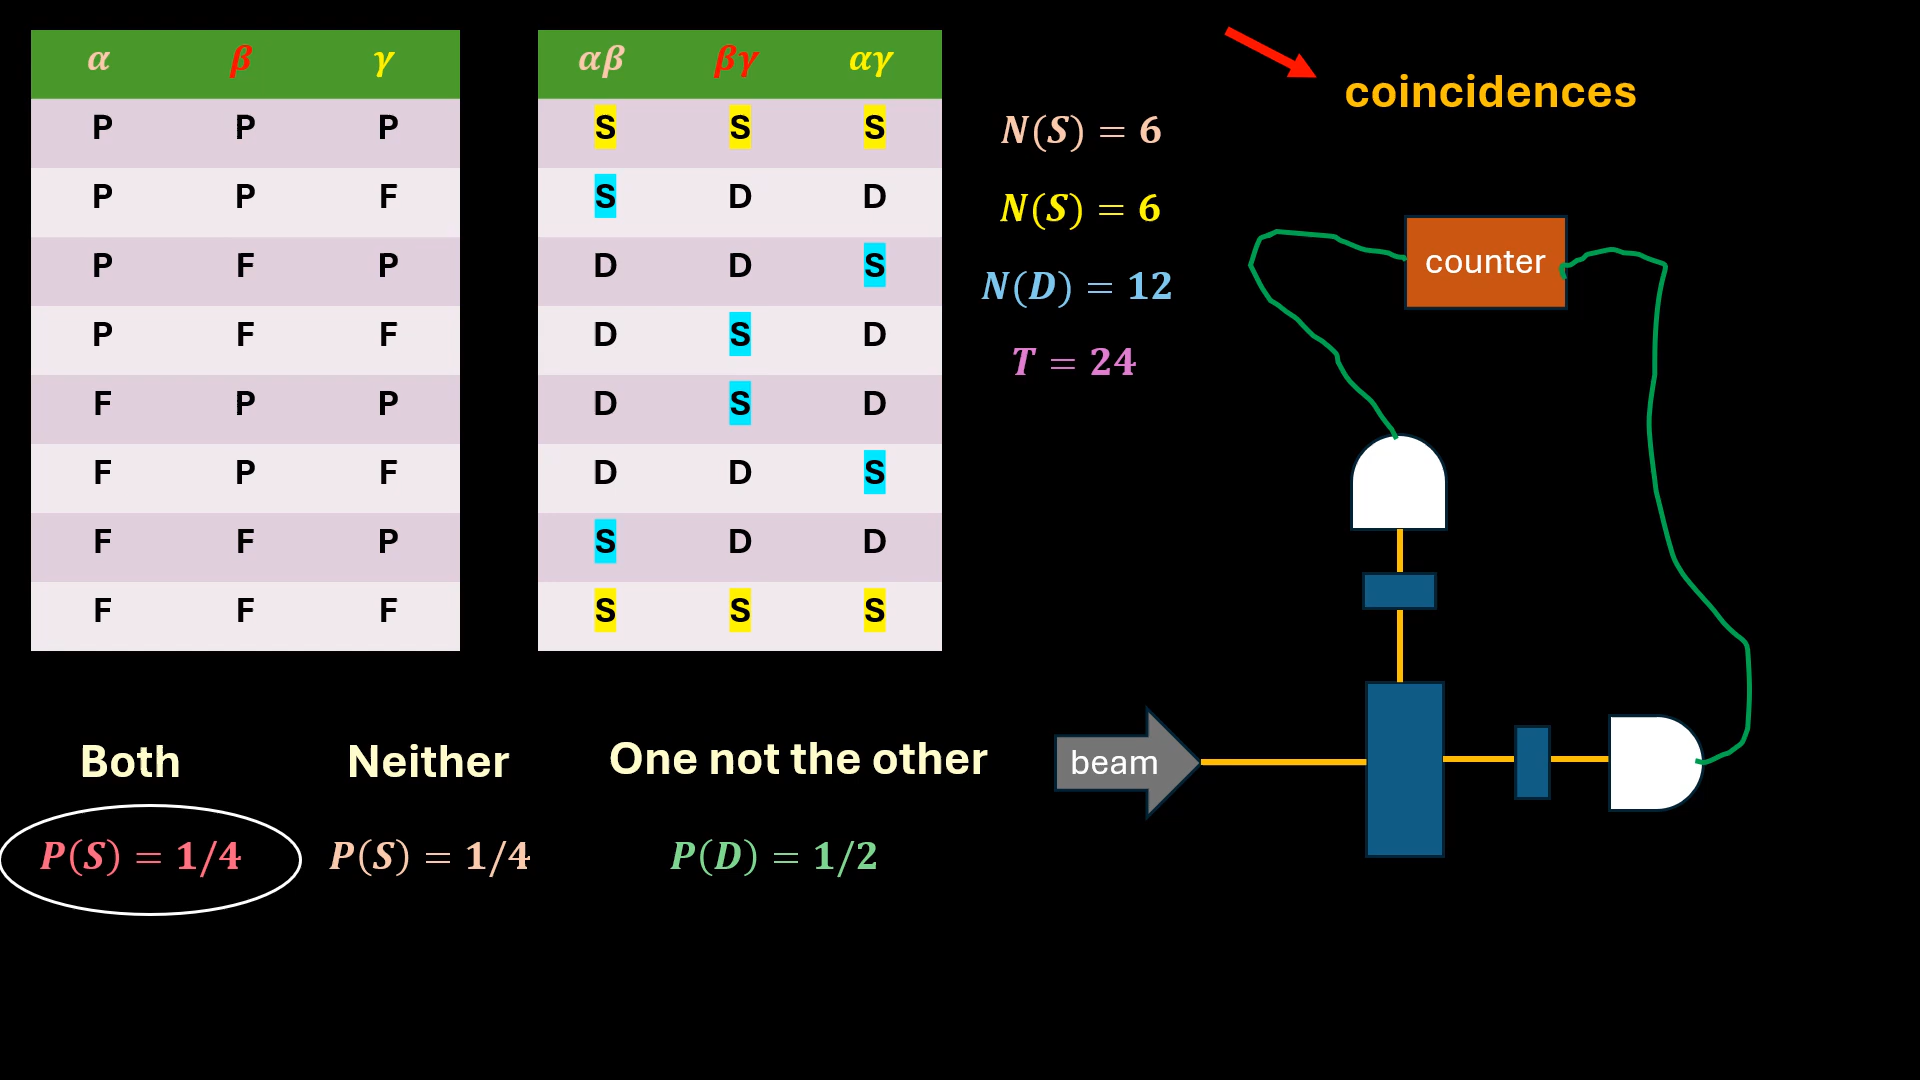 α β γ
P P P
P P F
P F P
P F F
F P P
F P F
F F P
F F F
αβ βγ αγ
S S S
S D D
D D S
D S D
D S D
D D S
S D D
S S S
N(S) = 6
N(S) = 6
N(D) = 12
T = 24
coincidences
counter
beam
Both Neither One not the other
P(S) = 1/4 P(S) = 1/4 P(D) = 1/2